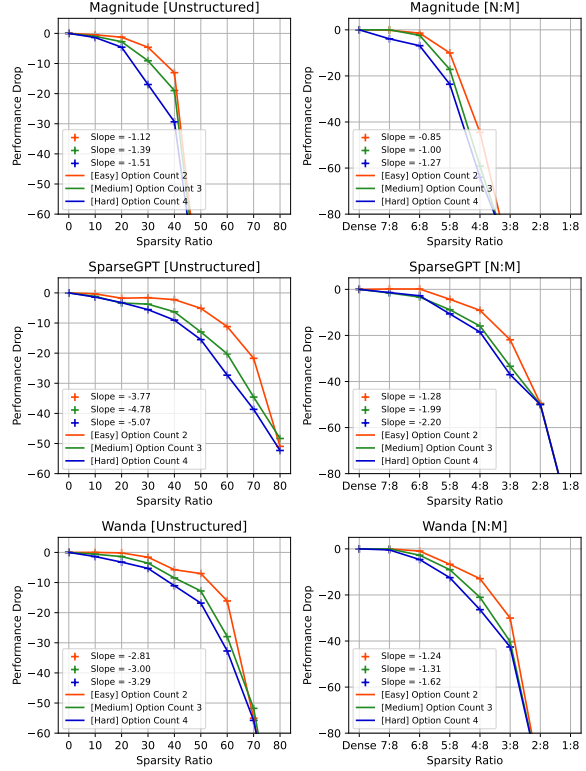 Magnitude [Unstructured]
Performance Drop
0
−10
−20
−30
−40
−50
−60
Slope = -1.12
Slope = -1.39
Slope = -1.51
[Easy] Option Count 2
[Medium] Option Count 3
[Hard] Option Count 4
0 10 20 30 40 50 60 70 80
Sparsity Ratio
Magnitude [N:M]
Performance Drop
0
−20
−40
−60
−80
Slope = -0.85
Slope = -1.00
Slope = -1.27
[Easy] Option Count 2
[Medium] Option Count 3
[Hard] Option Count 4
Dense 7:8 6:8 5:8 4:8 3:8 2:8 1:8
Sparsity Ratio
SparseGPT [Unstructured]
Performance Drop
0
−10
−20
−30
−40
−50
−60
Slope = -3.77
Slope = -4.78
Slope = -5.07
[Easy] Option Count 2
[Medium] Option Count 3
[Hard] Option Count 4
0 10 20 30 40 50 60 70 80
Sparsity Ratio
SparseGPT [N:M]
Performance Drop
0
−20
−40
−60
−80
Slope = -1.28
Slope = -1.99
Slope = -2.20
[Easy] Option Count 2
[Medium] Option Count 3
[Hard] Option Count 4
Dense 7:8 6:8 5:8 4:8 3:8 2:8 1:8
Sparsity Ratio
Wanda [Unstructured]
Performance Drop
0
−10
−20
−30
−40
−50
−60
Slope = -2.81
Slope = -3.00
Slope = -3.29
[Easy] Option Count 2
[Medium] Option Count 3
[Hard] Option Count 4
0 10 20 30 40 50 60 70 80
Sparsity Ratio
Wanda [N:M]
Performance Drop
0
−20
−40
−60
−80
Slope = -1.24
Slope = -1.31
Slope = -1.62
[Easy] Option Count 2
[Medium] Option Count 3
[Hard] Option Count 4
Dense 7:8 6:8 5:8 4:8 3:8 2:8 1:8
Sparsity Ratio